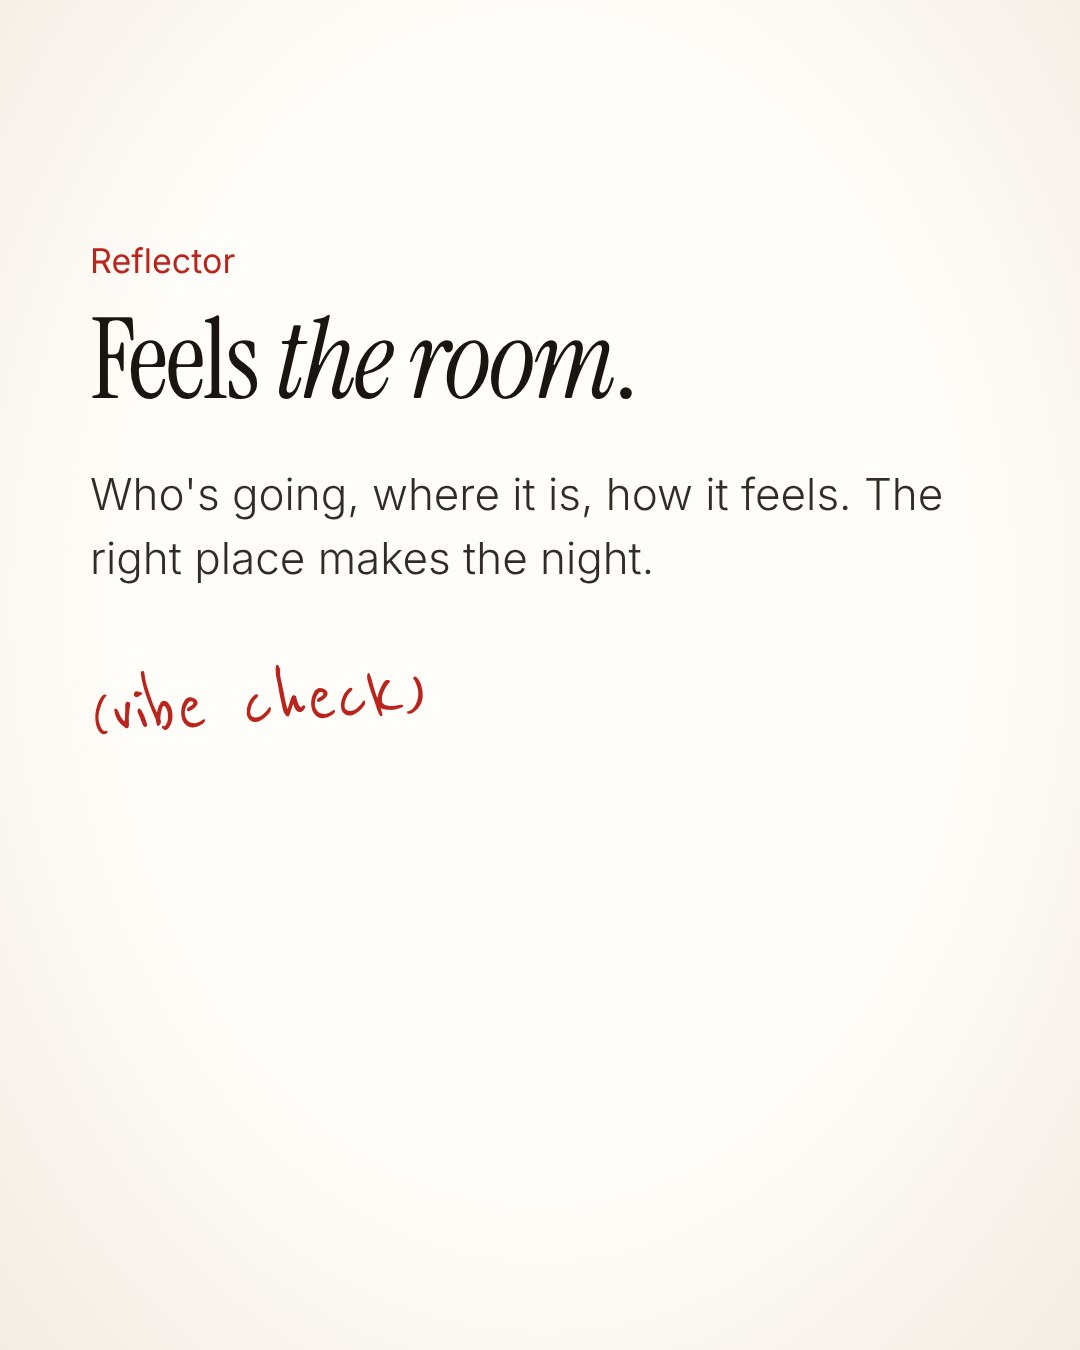 Reflector
Feels the room.
Who's going, where it is, how it feels. The
right place makes the night.
(vibe check)